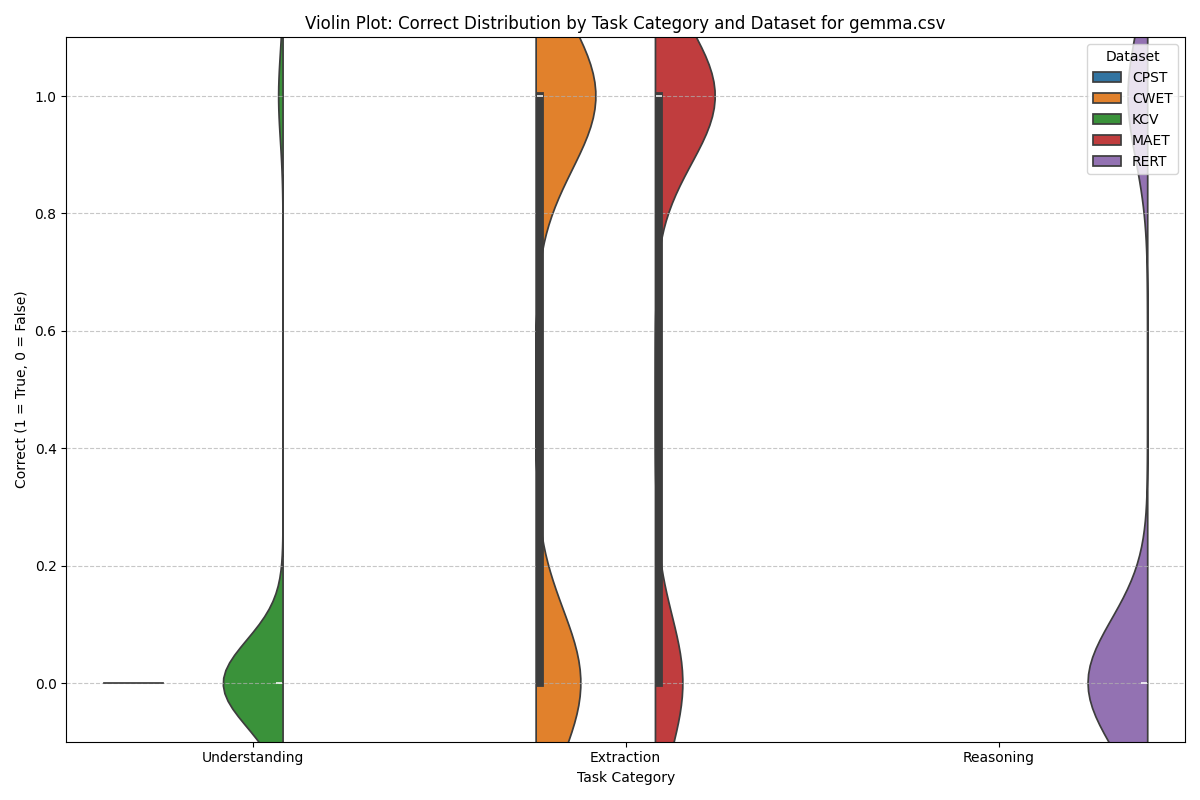 Violin Plot: Correct Distribution by Task Category and Dataset for gemma.csv
Correct (1 = True, 0 = False)
1.0
0.8
0.6
0.4
0.2
0.0
Dataset
CPST
CWET
KCV
MAET
RERT
Understanding
Extraction
Reasoning
Task Category